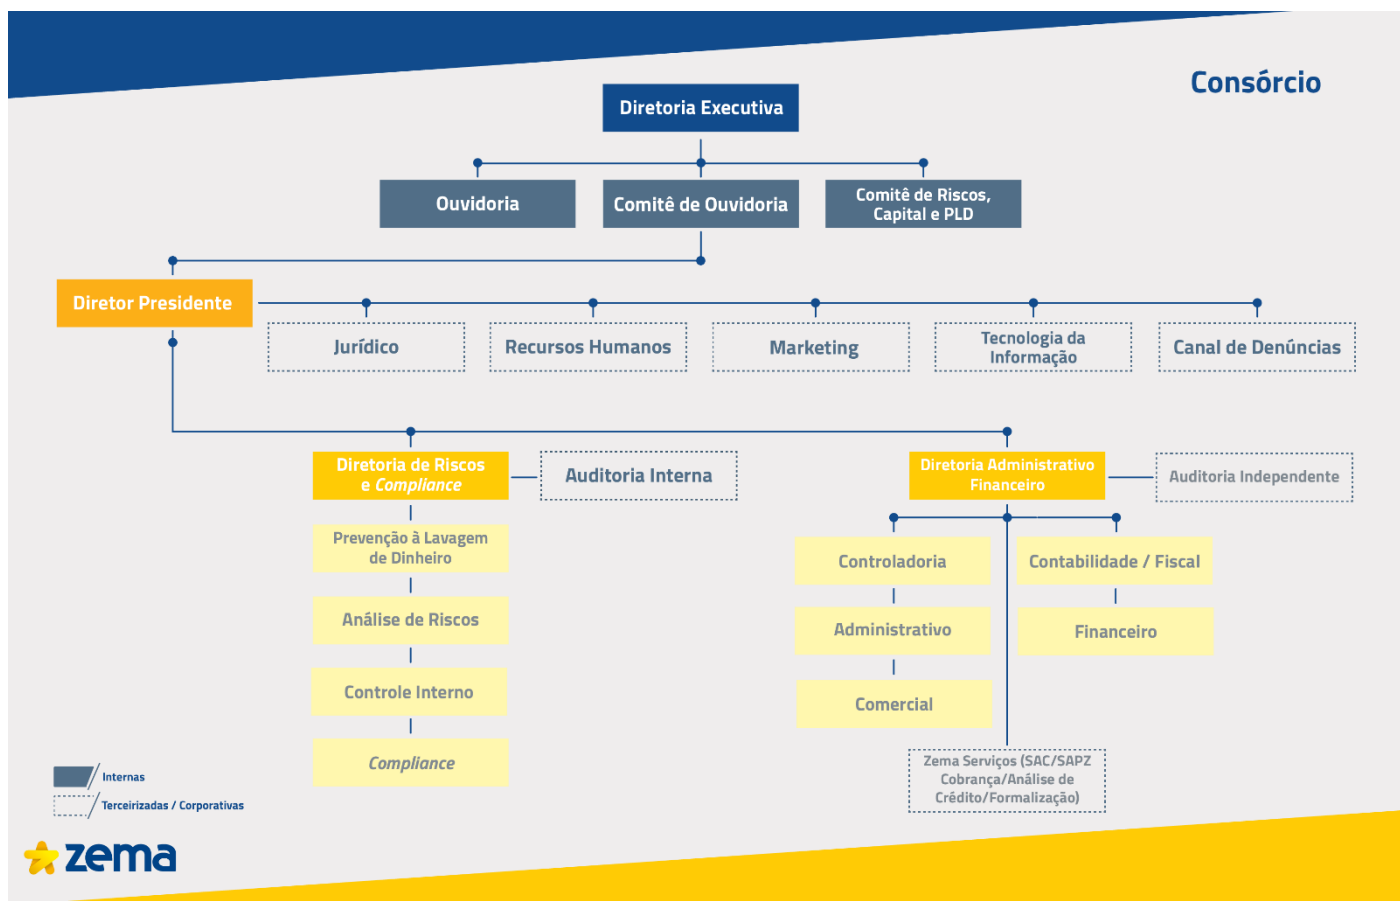 Consórcio
Diretoria Executiva
Ouvidoria
Comitê de Ouvidoria
Comitê de Riscos,
Capital e PLD
Diretor Presidente
Jurídico
Recursos Humanos
Marketing
Tecnologia da
Informação
Canal de Denúncias
Diretoria de Riscos
e Compliance
Auditoria Interna
Diretoria Administrativo
Financeiro
Auditoria Independente
Prevenção à Lavagem
de Dinheiro
Análise de Riscos
Controle Interno
Compliance
Controladoria
Administrativo
Comercial
Contabilidade / Fiscal
Financeiro
Zema Serviços (SAC/SAPZ
Cobrança/Análise de
Crédito/Formalização)
Internas
Terceirizadas / Corporativas
zema